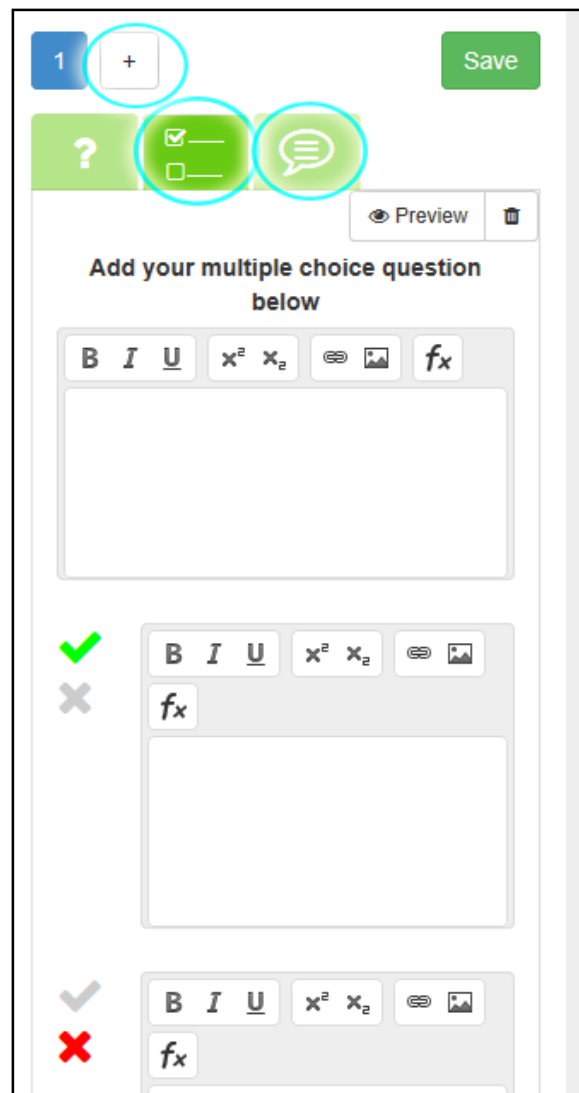 1 + Save
?
Preview
Add your multiple choice question
below
B I U x² x₂ fx
B I U x² x₂
fx
B I U x² x₂
fx